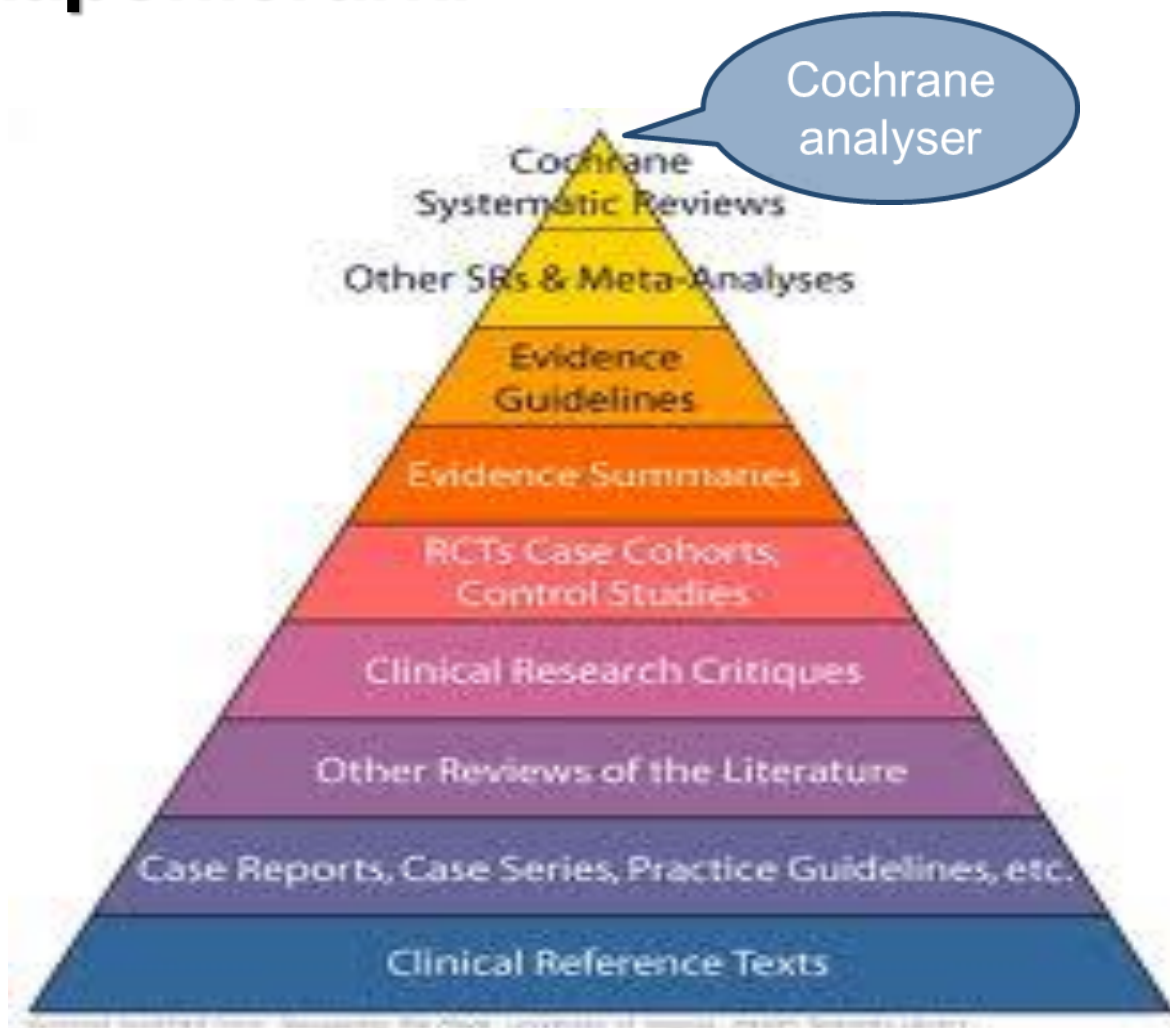 Cochrane
analyser
Cochrane
Systematic Reviews
Other SRs & Meta-Analyses
Evidence
Guidelines
Evidence Summaries
RCTs Case Cohorts,
Control Studies
Clinical Research Critiques
Other Reviews of the Literature
Case Reports, Case Series, Practice Guidelines, etc.
Clinical Reference Texts